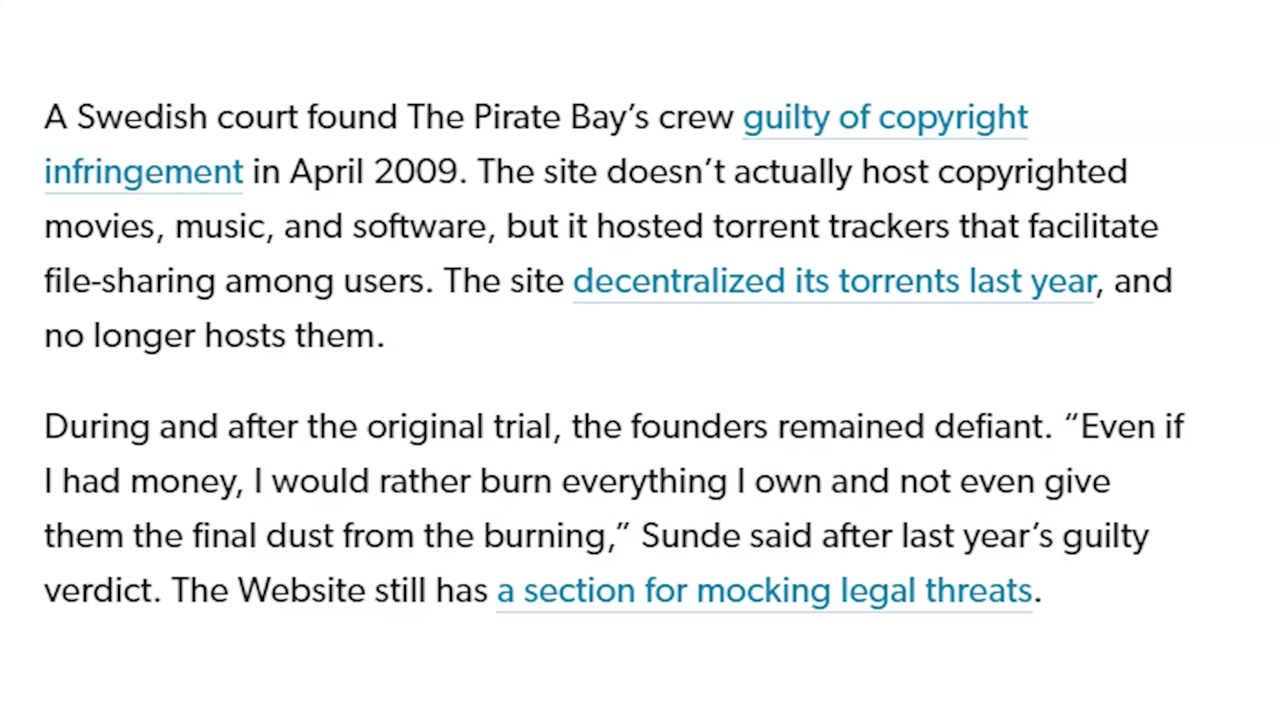 A Swedish court found The Pirate Bay’s crew guilty of copyright
infringement in April 2009. The site doesn’t actually host copyrighted
movies, music, and software, but it hosted torrent trackers that facilitate
file-sharing among users. The site decentralized its torrents last year, and
no longer hosts them.
During and after the original trial, the founders remained defiant. “Even if
I had money, I would rather burn everything I own and not even give
them the final dust from the burning,” Sunde said after last year’s guilty
verdict. The Website still has a section for mocking legal threats.